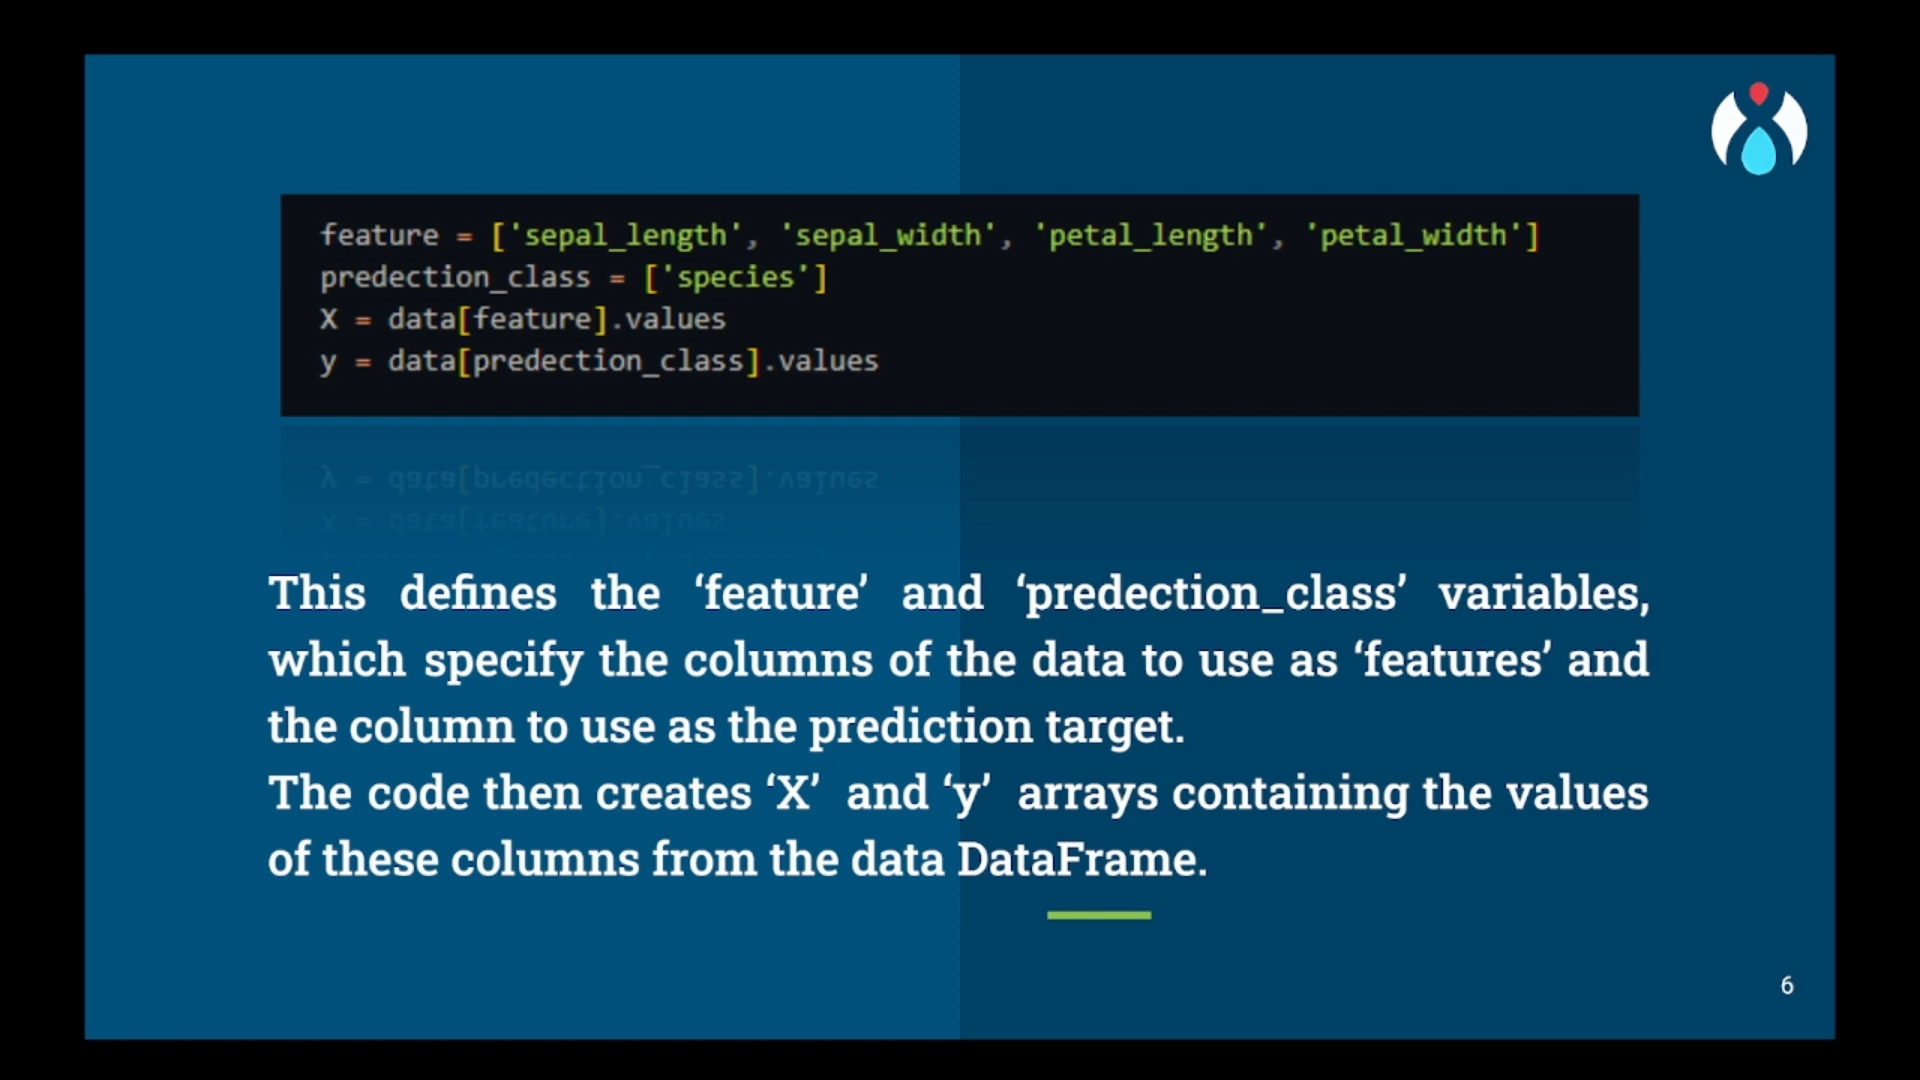 feature = ['sepal_length', 'sepal_width', 'petal_length', 'petal_width']
predection_class = ['species']
X = data[feature].values
y = data[predection_class].values
This defines the ‘feature’ and ‘predection_class’ variables,
which specify the columns of the data to use as ‘features’ and
the column to use as the prediction target.
The code then creates ‘X’ and ‘y’ arrays containing the values
of these columns from the data DataFrame.
6